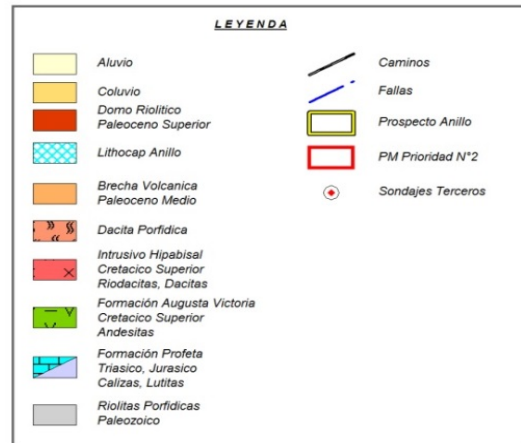 LEYENDA
Aluvio
Coluvio
Domo Riolitico
Paleoceno Superior
Lithocap Anillo
Brecha Volcanica
Paleoceno Medio
Dacita Porfidica
Intrusivo Hipabisal
Cretacico Superior
Riodacitas, Dacitas
Formación Augusta Victoria
Cretacico Superior
Andesitas
Formación Profeta
Triasico, Jurasico
Calizas, Lutitas
Riolitas Porfidicas
Paleozoico
Caminos
Fallas
Prospecto Anillo
PM Prioridad N°2
Sondajes Terceros